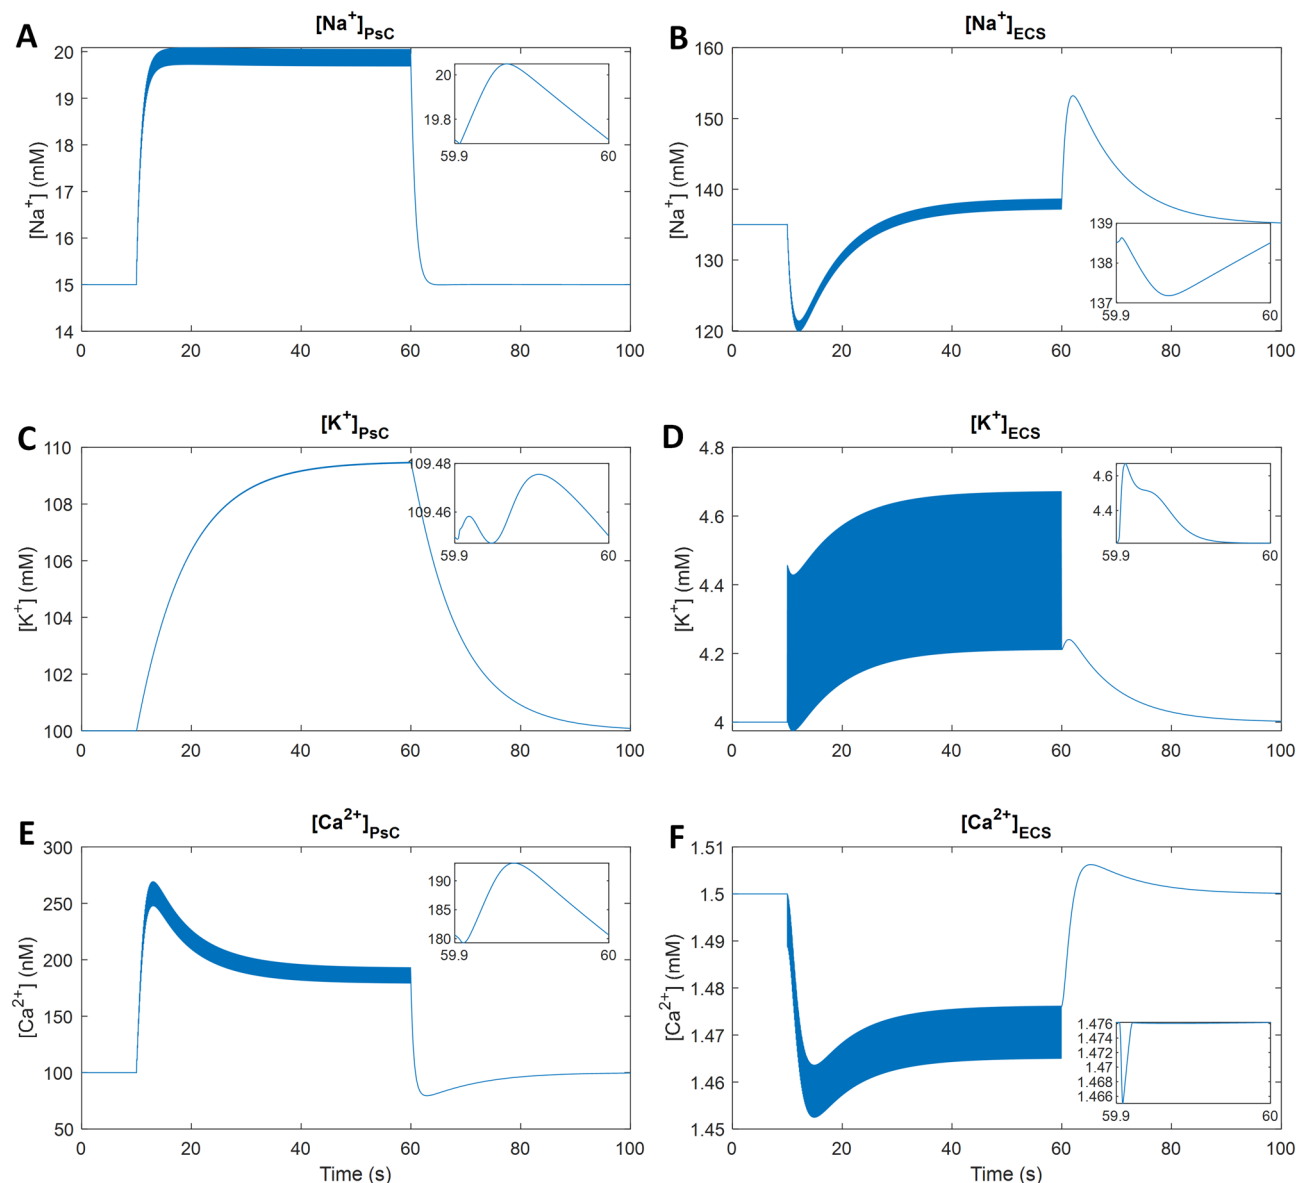 A
[Na+]PsC
20
19
18
17
16
15
14
[Na+] (mM)
0 20 40 60 80 100
20
19.8
59.9 60
B
[Na+]ECS
160
150
140
130
120
[Na+] (mM)
0 20 40 60 80 100
139
138
137
59.9 60
C
[K+]PsC
110
108
106
104
102
100
[K+] (mM)
0 20 40 60 80 100
109.48
109.46
59.9 60
D
[K+]ECS
4.8
4.6
4.4
4.2
4
[K+] (mM)
0 20 40 60 80 100
4.6
4.4
59.9 60
E
[Ca2+]PsC
300
250
200
150
100
50
[Ca2+] (nM)
0 20 40 60 80 100
Time (s)
190
185
180
59.9 60
F
[Ca2+]ECS
1.51
1.5
1.49
1.48
1.47
1.46
1.45
[Ca2+] (mM)
0 20 40 60 80 100
Time (s)
1.476
1.474
1.472
1.47
1.468
1.466
59.9 60